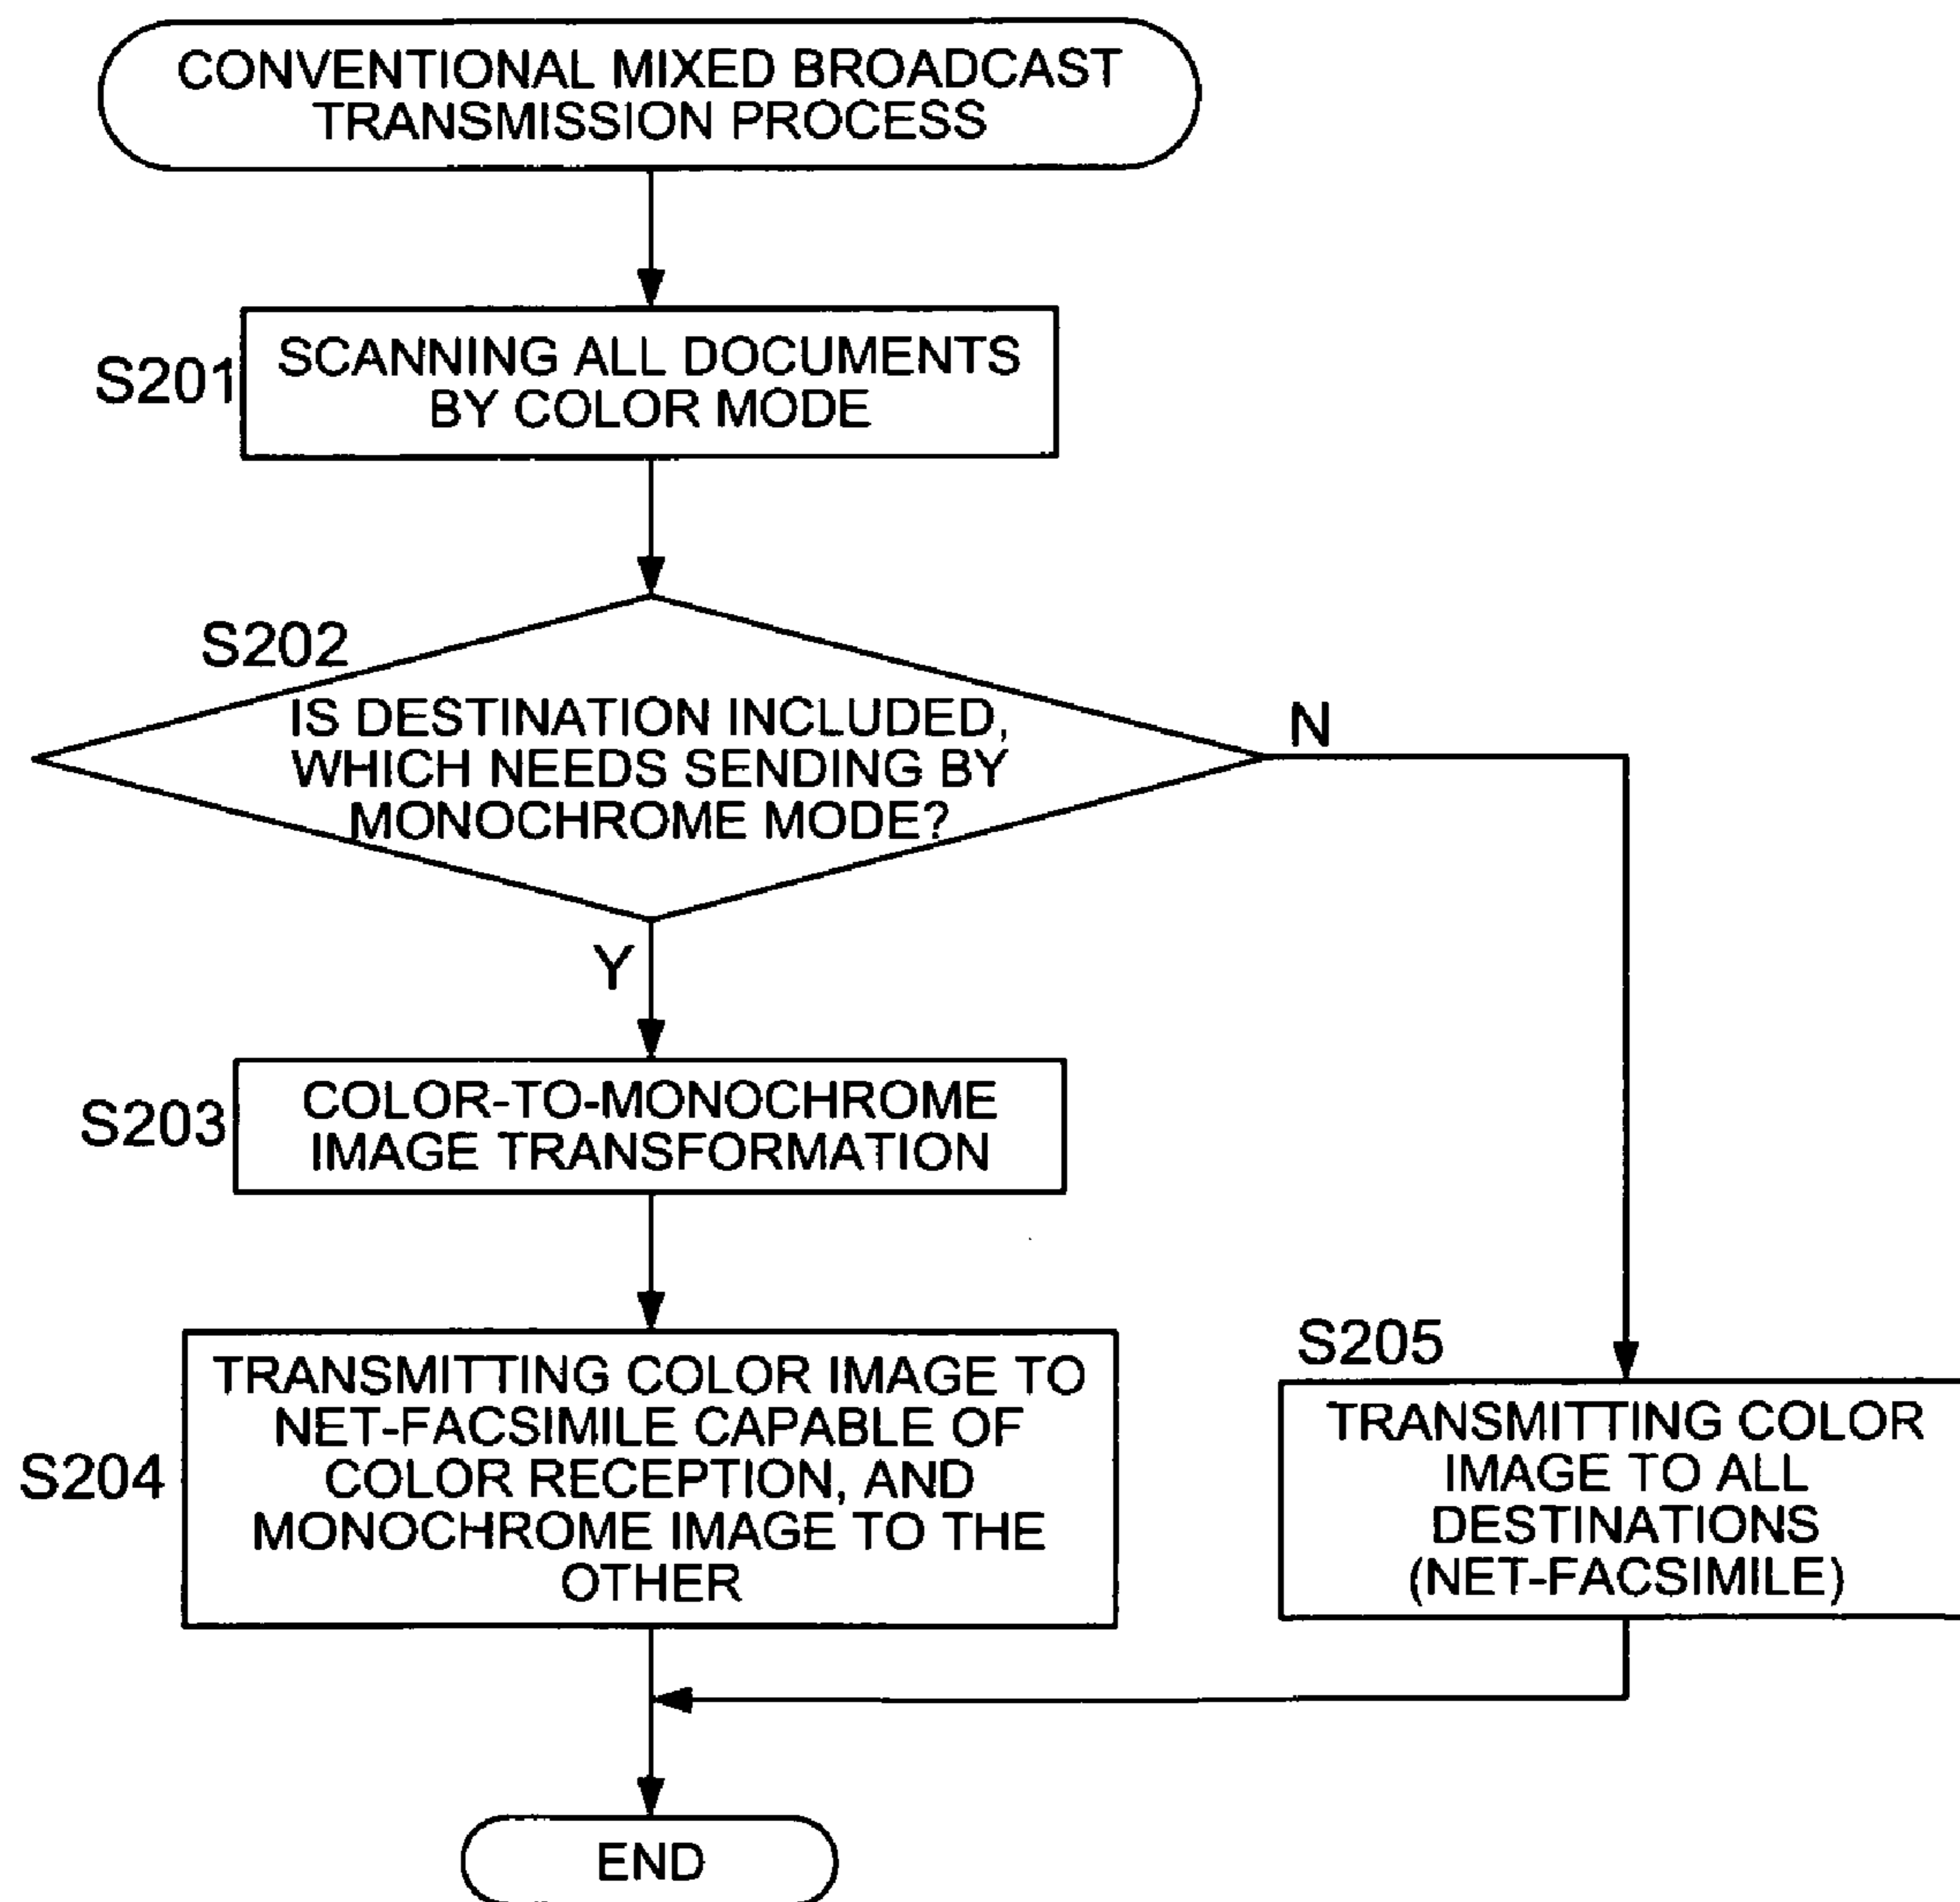 CONVENTIONAL MIXED BROADCAST
TRANSMISSION PROCESS
S201
SCANNING ALL DOCUMENTS
BY COLOR MODE
S202
IS DESTINATION INCLUDED,
WHICH NEEDS SENDING BY
MONOCHROME MODE?
N
Y
S203
COLOR-TO-MONOCHROME
IMAGE TRANSFORMATION
S204
TRANSMITTING COLOR IMAGE TO
NET-FACSIMILE CAPABLE OF
COLOR RECEPTION, AND
MONOCHROME IMAGE TO THE
OTHER
S205
TRANSMITTING COLOR
IMAGE TO ALL
DESTINATIONS
(NET-FACSIMILE)
END